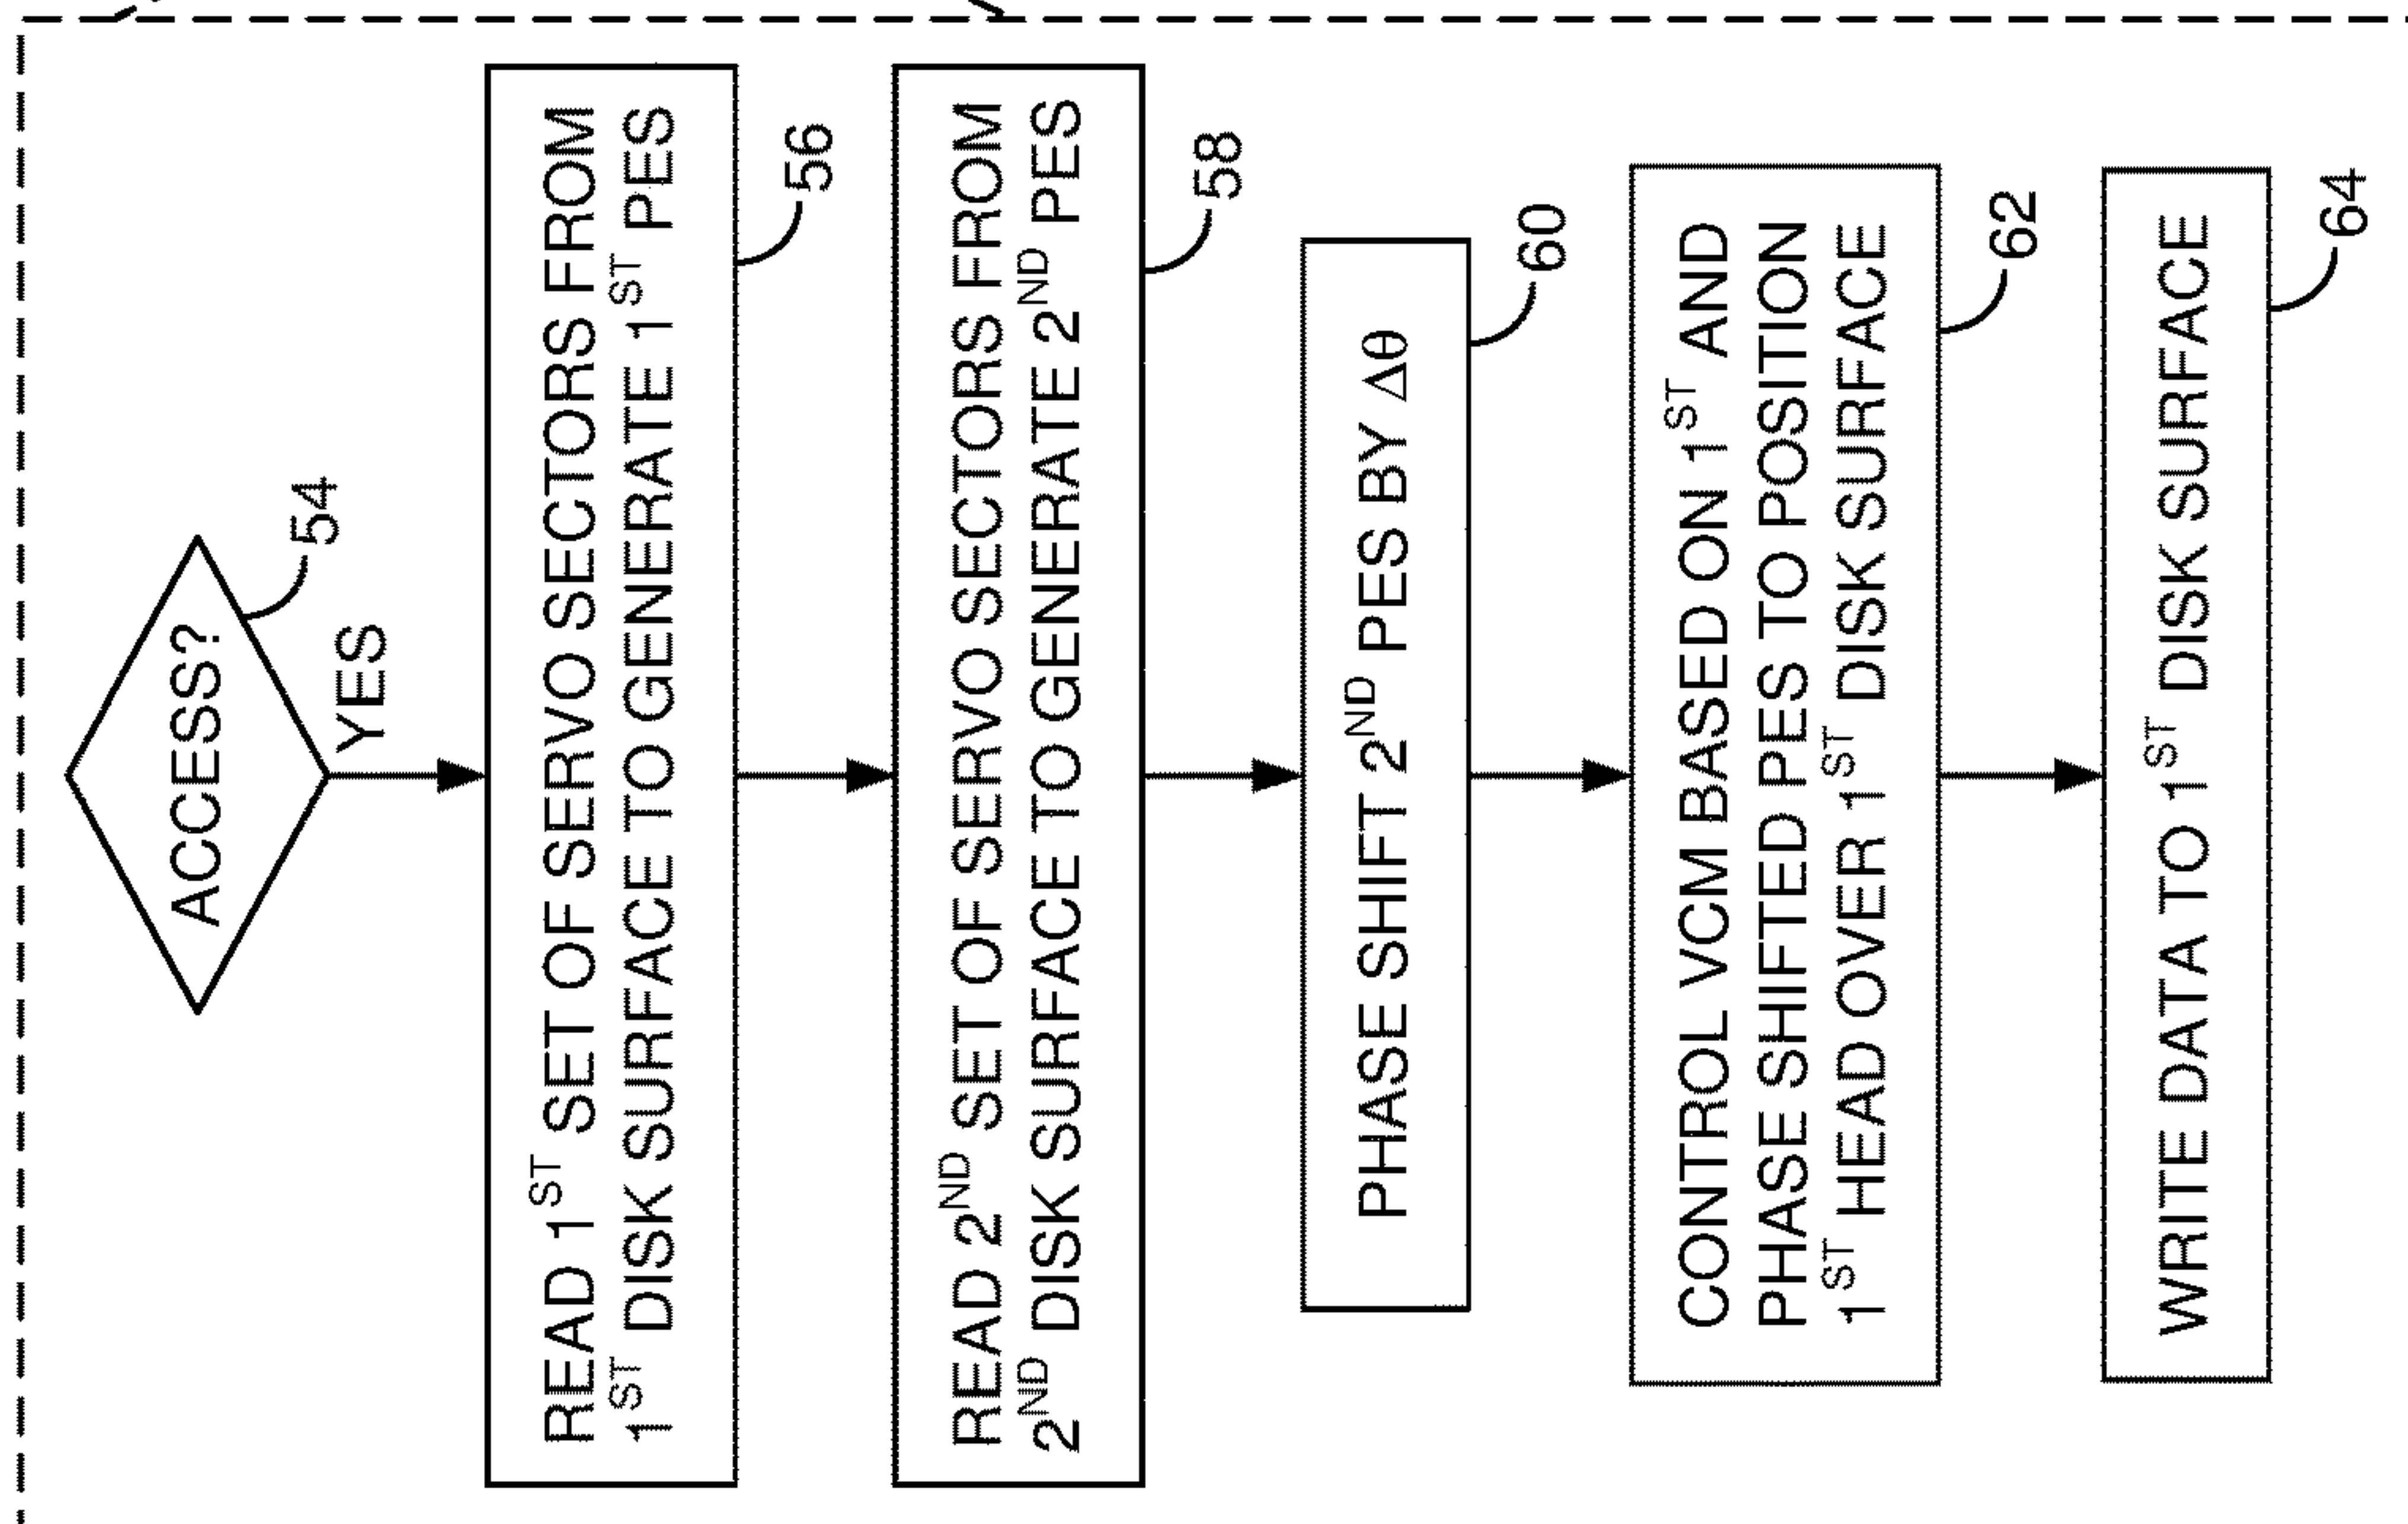 ACCESS?
54
YES
READ 1ST SET OF SERVO SECTORS FROM
1ST DISK SURFACE TO GENERATE 1ST PES
56
READ 2ND SET OF SERVO SECTORS FROM
2ND DISK SURFACE TO GENERATE 2ND PES
58
PHASE SHIFT 2ND PES BY Δθ
60
CONTROL VCM BASED ON 1ST AND
PHASE SHIFTED PES TO POSITION
1ST HEAD OVER 1ST DISK SURFACE
62
WRITE DATA TO 1ST DISK SURFACE
64